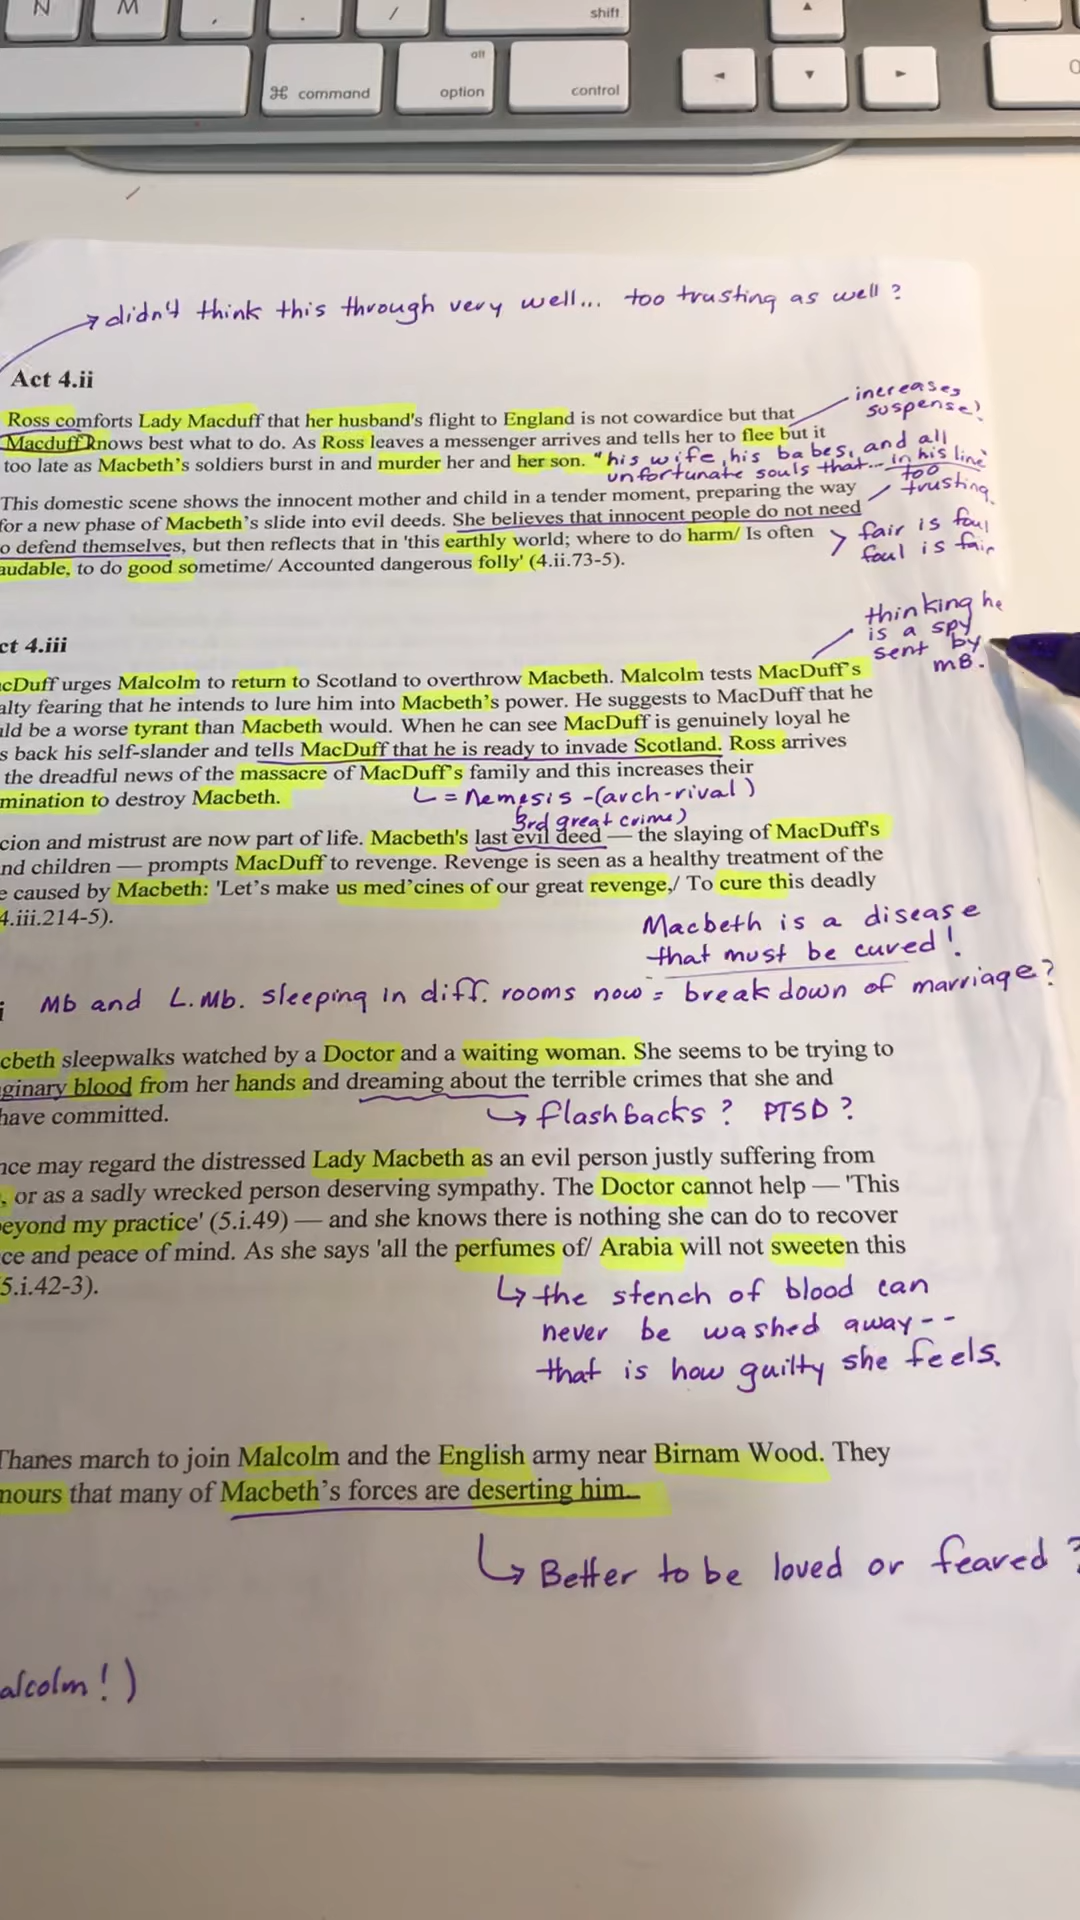 N M , . / shift
⌘ command alt option control ◄ ▲ ▼ ► 0
didn't think this through very well... too trusting as well?
Act 4.ii
increases
suspense!
Ross comforts Lady Macduff that her husband's flight to England is not cowardice but that
Macduff knows best what to do. As Ross leaves a messenger arrives and tells her to flee but it
too late as Macbeth's soldiers burst in and murder her and her son. "his wife, his babes, and all
unfortunate souls that... in his line"
too
trusting.
This domestic scene shows the innocent mother and child in a tender moment, preparing the way
for a new phase of Macbeth's slide into evil deeds. She believes that innocent people do not need
o defend themselves, but then reflects that in 'this earthly world; where to do harm/ Is often
audable, to do good sometime/ Accounted dangerous folly' (4.ii.73-5).
fair is foul
foul is fair
thinking he
is a spy
sent by
MB.
ct 4.iii
cDuff urges Malcolm to return to Scotland to overthrow Macbeth. Malcolm tests MacDuff's
alty fearing that he intends to lure him into Macbeth's power. He suggests to MacDuff that he
ld be a worse tyrant than Macbeth would. When he can see MacDuff is genuinely loyal he
s back his self-slander and tells MacDuff that he is ready to invade Scotland. Ross arrives
the dreadful news of the massacre of MacDuff's family and this increases their
mination to destroy Macbeth.
= Nemesis - (arch-rival)
3rd great crime)
cion and mistrust are now part of life. Macbeth's last evil deed — the slaying of MacDuff's
nd children — prompts MacDuff to revenge. Revenge is seen as a healthy treatment of the
e caused by Macbeth: 'Let's make us med'cines of our great revenge,/ To cure this deadly
4.iii.214-5).
Macbeth is a disease
that must be cured!
i Mb and L.Mb. sleeping in diff. rooms now = breakdown of marriage?
cbeth sleepwalks watched by a Doctor and a waiting woman. She seems to be trying to
ginary blood from her hands and dreaming about the terrible crimes that she and
have committed.
flashbacks? PTSD?
nce may regard the distressed Lady Macbeth as an evil person justly suffering from
, or as a sadly wrecked person deserving sympathy. The Doctor cannot help — 'This
eyond my practice' (5.i.49) — and she knows there is nothing she can do to recover
ce and peace of mind. As she says 'all the perfumes of/ Arabia will not sweeten this
5.i.42-3).
the stench of blood can
never be washed away--
that is how guilty she feels.
Thanes march to join Malcolm and the English army near Birnam Wood. They
nours that many of Macbeth's forces are deserting him.
Better to be loved or feared?
alcolm!)